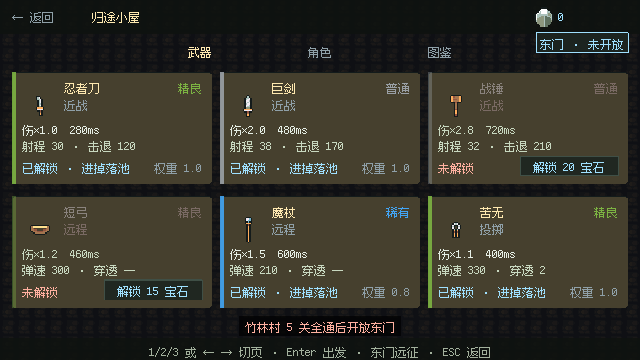 ← 返回 归途小屋 0
东门 · 未开放
武器 角色 图鉴
忍者刀 精良
近战
伤×1.0 280ms
射程 30 · 击退 120
已解锁 · 进掉落池 权重 1.0
巨剑 普通
近战
伤×2.0 480ms
射程 38 · 击退 170
已解锁 · 进掉落池 权重 1.0
战锤 普通
近战
伤×2.8 720ms
射程 32 · 击退 210
未解锁 解锁 20 宝石
短弓 精良
远程
伤×1.2 460ms
弹速 300 · 穿透 —
未解锁 解锁 15 宝石
魔杖 稀有
远程
伤×1.5 600ms
弹速 210 · 穿透 —
已解锁 · 进掉落池 权重 0.8
苦无 精良
投掷
伤×1.1 400ms
弹速 330 · 穿透 2
已解锁 · 进掉落池 权重 1.0
竹林村 5 关全通后开放东门
1/2/3 或 ← → 切页 · Enter 出发 · 东门远征 · ESC 返回